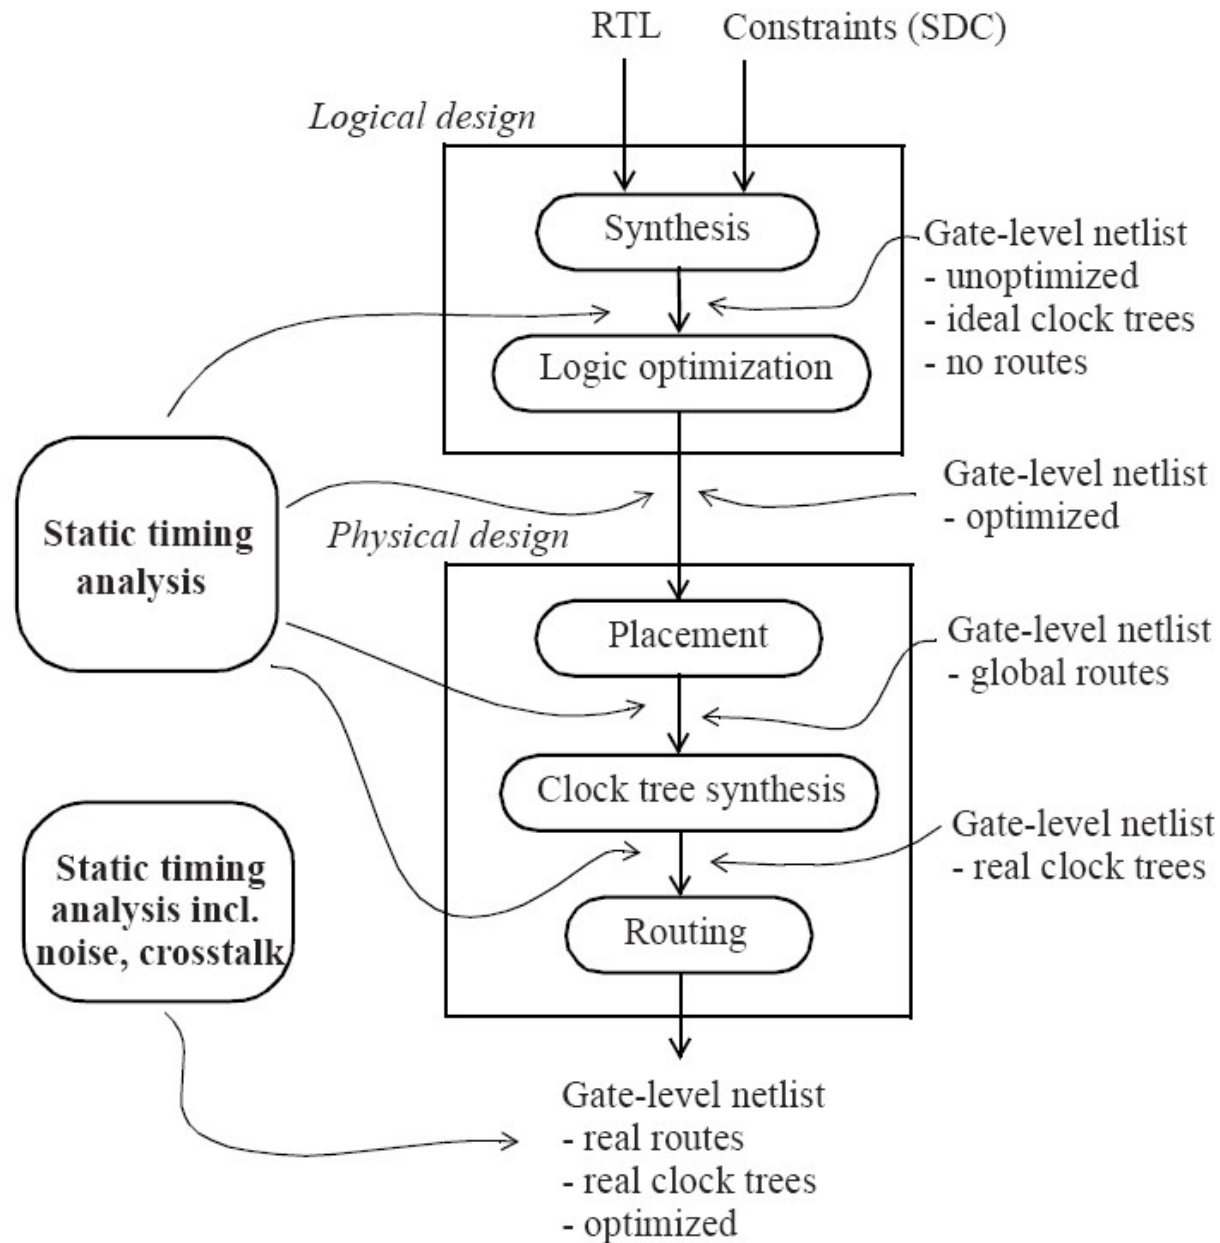 RTL
Constraints (SDC)
Logical design
Synthesis
Gate-level netlist
- unoptimized
- ideal clock trees
- no routes
Logic optimization
Gate-level netlist
- optimized
Static timing
analysis
Physical design
Placement
Gate-level netlist
- global routes
Clock tree synthesis
Gate-level netlist
- real clock trees
Static timing
analysis incl.
noise, crosstalk
Routing
Gate-level netlist
- real routes
- real clock trees
- optimized